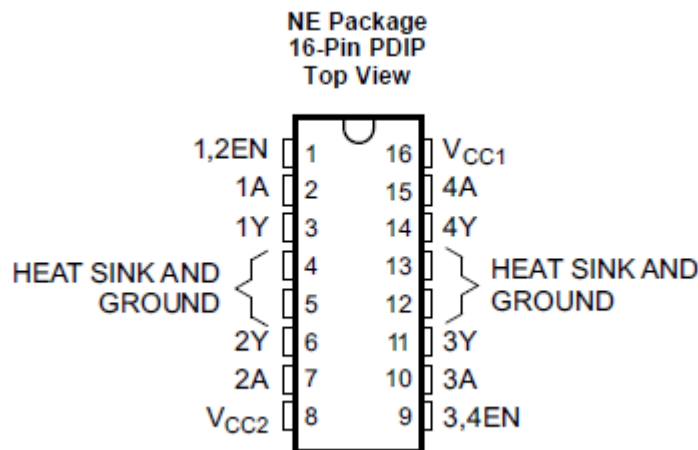 NE Package
16-Pin PDIP
Top View
1,2EN 1 16 VCC1
1A 2 15 4A
1Y 3 14 4Y
HEAT SINK AND 4 13 HEAT SINK AND
GROUND 5 12 GROUND
2Y 6 11 3Y
2A 7 10 3A
VCC2 8 9 3,4EN